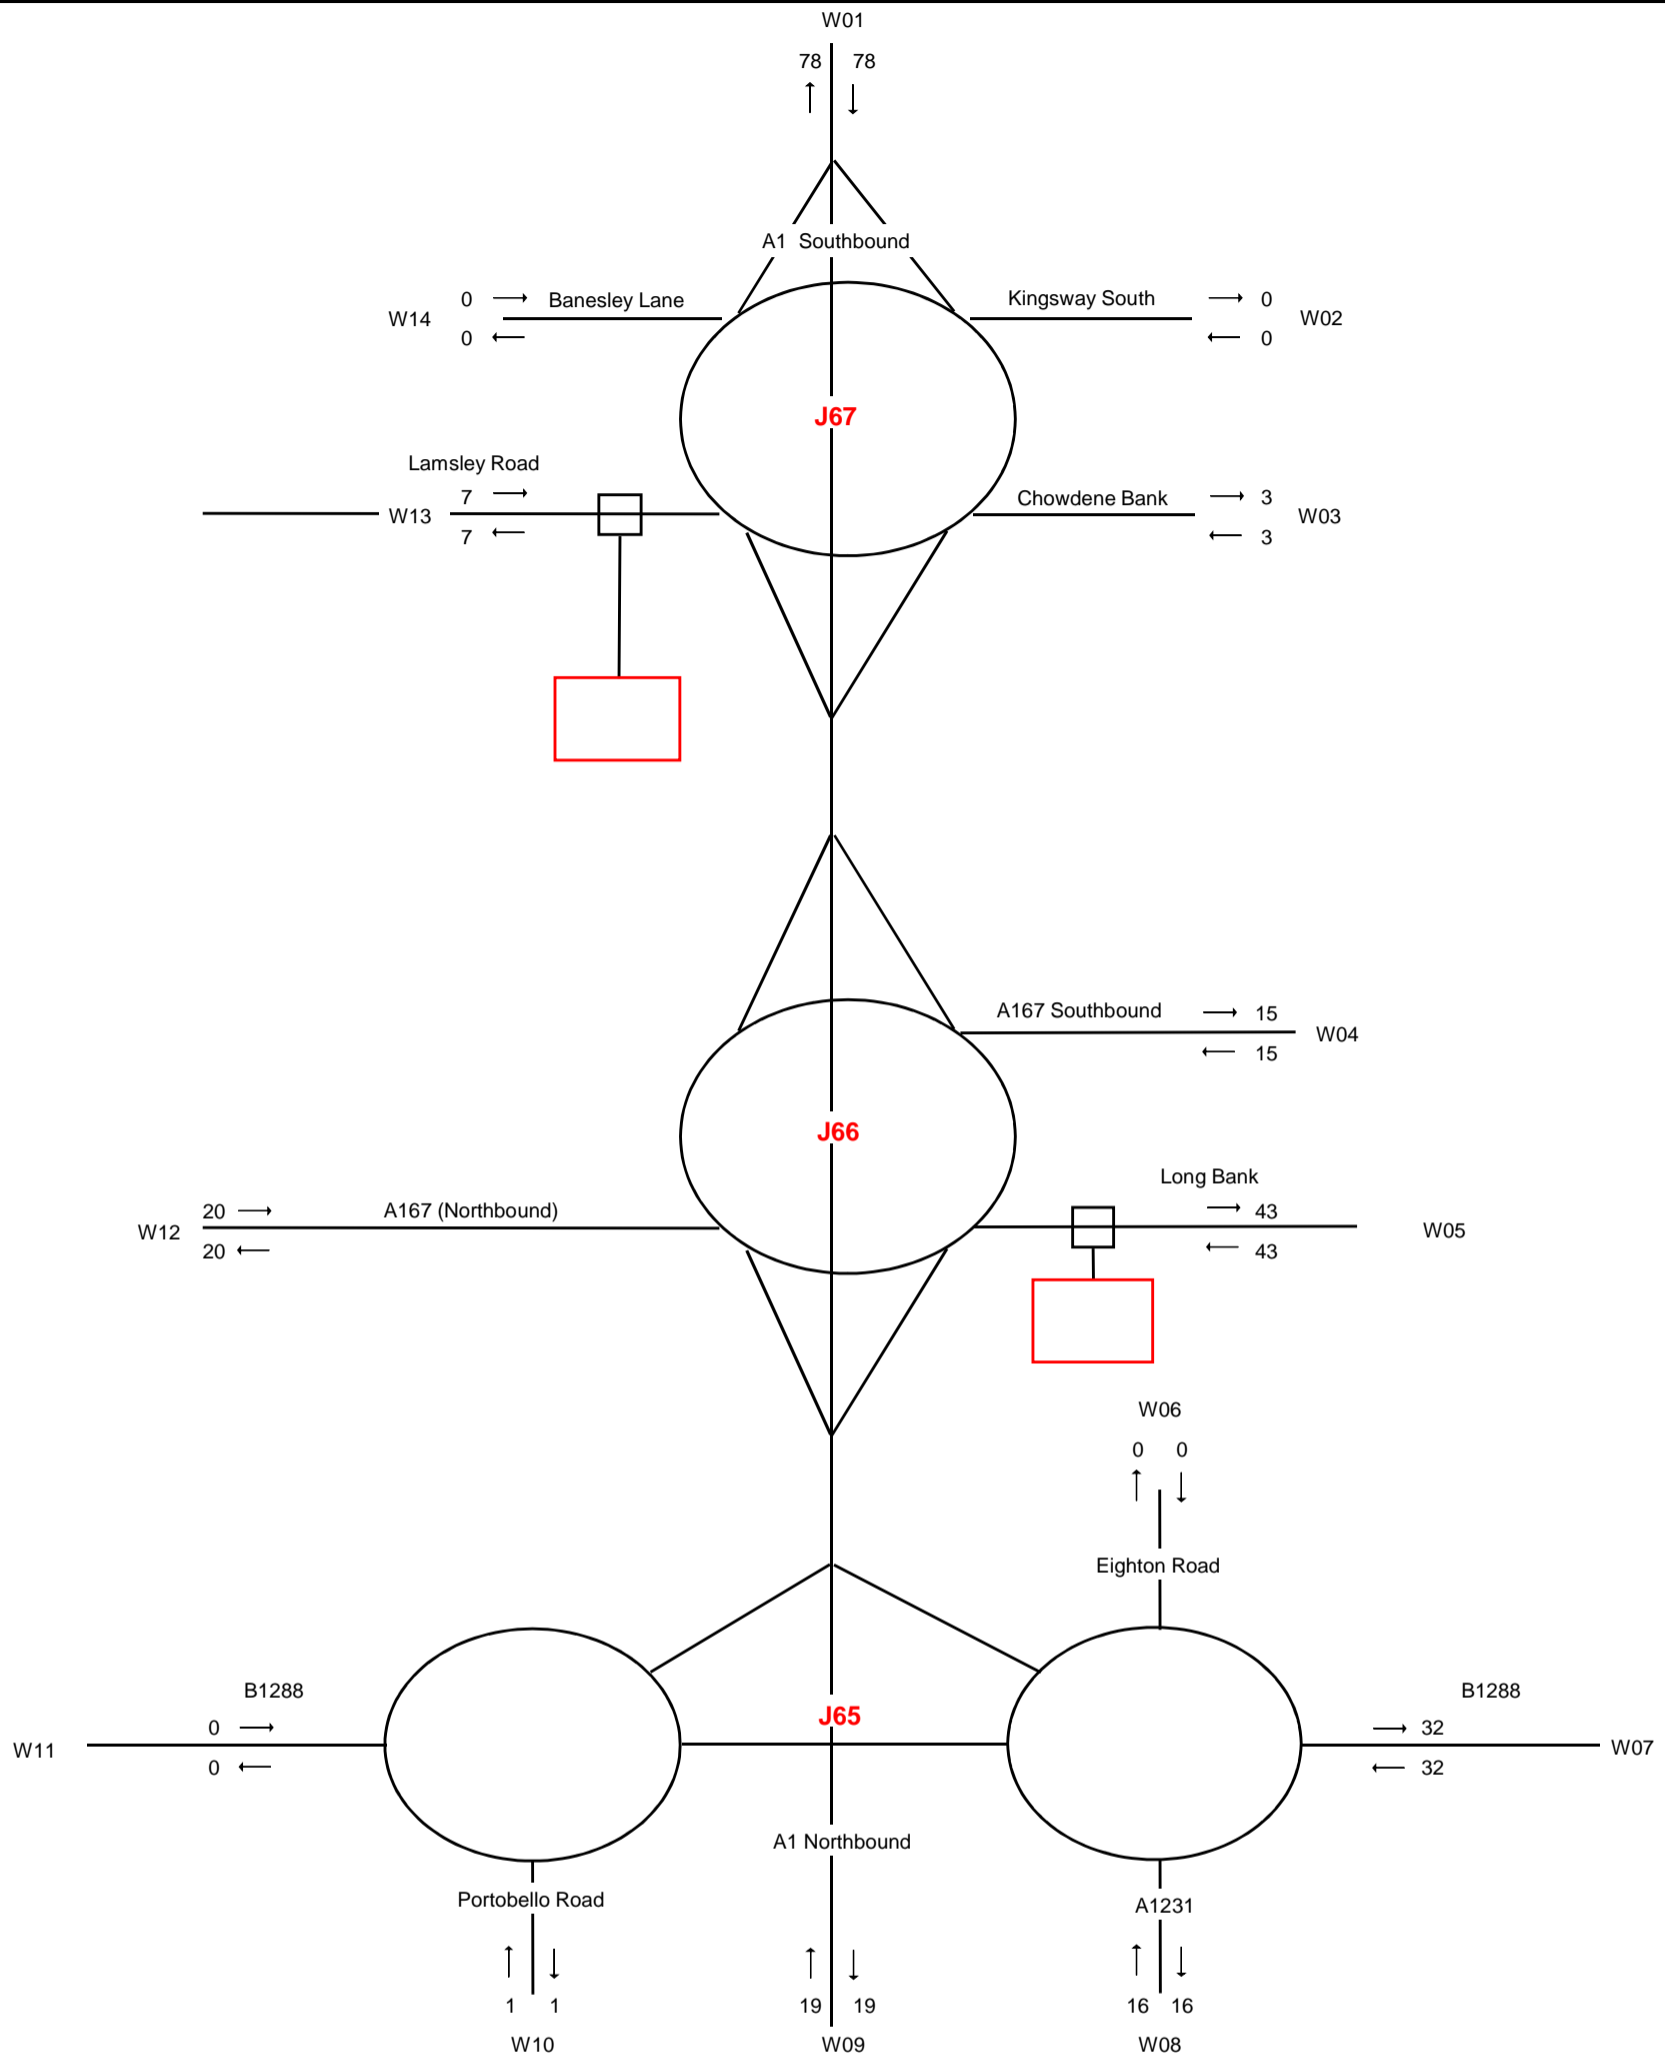 W01
78 78
A1 Southbound
0 Banesley Lane
Kingsway South 0
W14
W02
0
0
J67
Lamsley Road
7
Chowdene Bank 3
W13
W03
7
3
A167 Southbound 15
W04
15
J66
Long Bank
20 A167 (Northbound)
43
W12
W05
20
43
W06
0 0
Eighton Road
B1288
B1288
J65
0
32
W11
W07
0
32
A1 Northbound
Portobello Road
A1231
1 1
19 19
16 16
W10
W09
W08